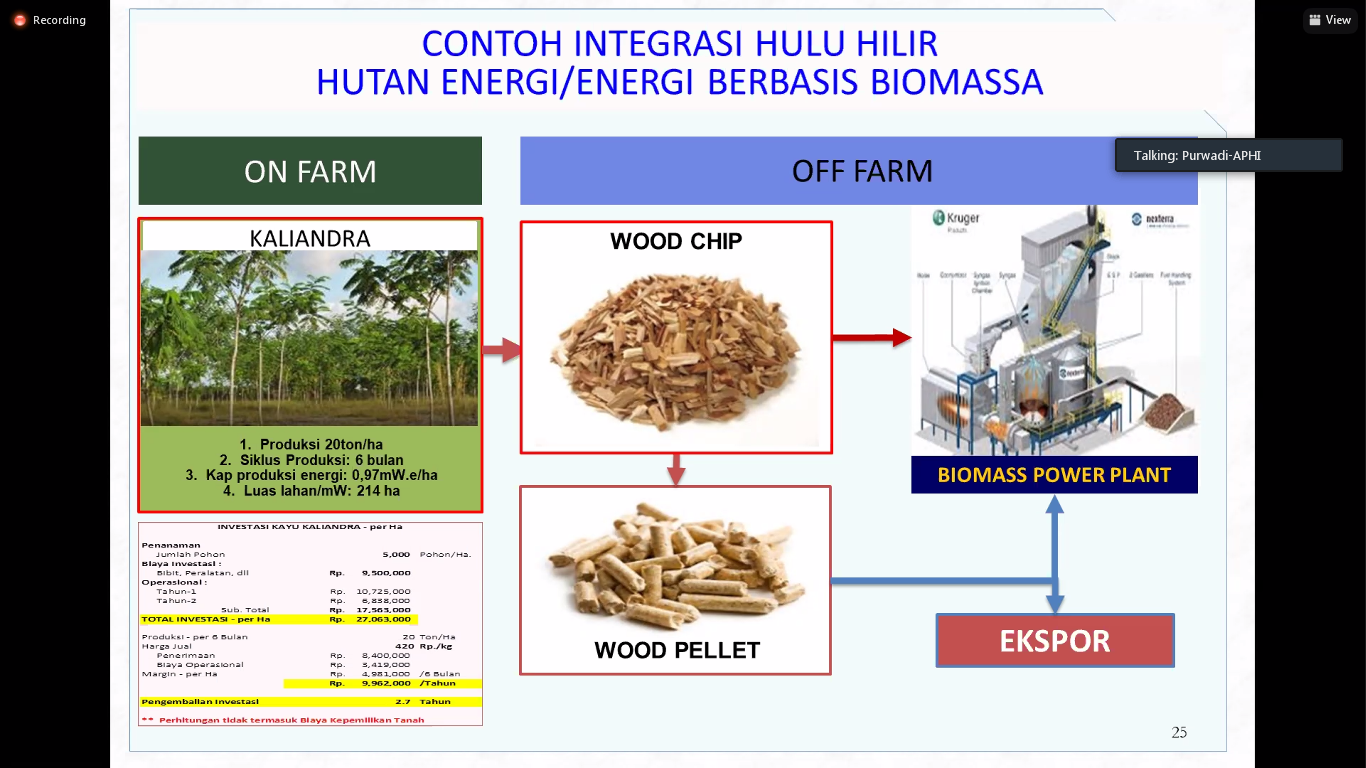 Recording
View
CONTOH INTEGRASI HULU HILIR
HUTAN ENERGI/ENERGI BERBASIS BIOMASSA
ON FARM
OFF FARM
Talking: Purwadi-APHI
KALIANDRA
1. Produksi 20ton/ha
2. Siklus Produksi: 6 bulan
3. Kap produksi energi: 0,97mW.e/ha
4. Luas lahan/mW: 214 ha
INVESTASI KAYU KALIANDRA - per Ha
Penanaman
Jumlah Pohon 5,000 Pohon/Ha.
Biaya Investasi :
Bibit, Peralatan, dll Rp. 9,500,000
Operasional :
Tahun-1 Rp. 10,725,000
Tahun-2 Rp. 6,838,000
Sub. Total Rp. 17,563,000
TOTAL INVESTASI - per Ha Rp. 27,063,000
Produksi - per 6 Bulan 20 Ton/Ha
Harga Jual 420 Rp./kg
Penerimaan Rp. 8,400,000
Biaya Operasional Rp. 3,419,000
Margin - per Ha Rp. 4,981,000 /6 Bulan
Rp. 9,962,000 /Tahun
Pengembalian Investasi 2.7 Tahun
** Perhitungan tidak termasuk Biaya Kepemilikan Tanah
WOOD CHIP
WOOD PELLET
Kruger
nexterra
Syngas
Fuel Handling
System
nexterra
BIOMASS POWER PLANT
EKSPOR
25